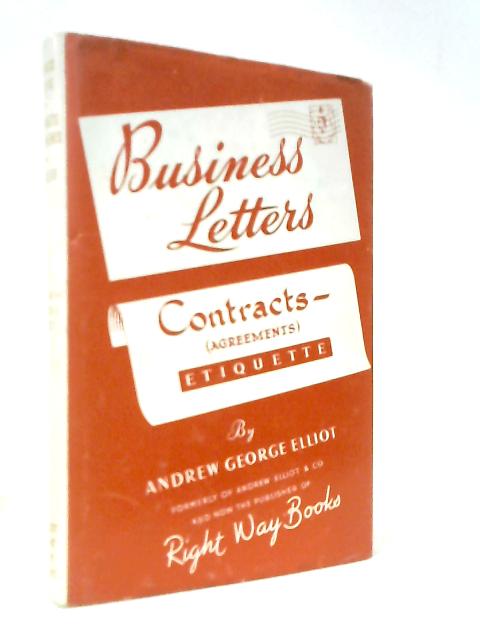 Business
Letters
Contracts –
(AGREEMENTS)
ETIQUETTE
By
ANDREW GEORGE ELLIOT
FORMERLY OF ANDREW ELLIOT & CO
AND NOW THE PUBLISHER OF
Right Way Books